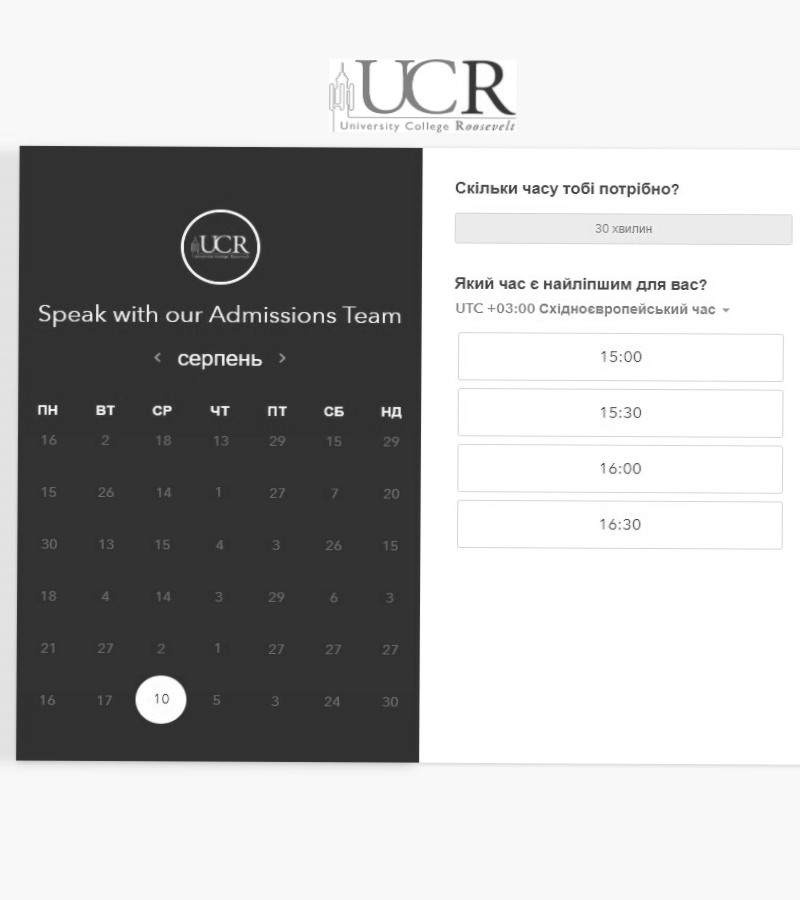 UCR
University College Roosevelt
UCR
Speak with our Admissions Team
< серпень >
ПН ВТ СР ЧТ ПТ СБ НД
16 2 18 13 29 15 29
15 26 14 1 27 7 20
30 13 15 4 3 26 15
18 4 14 3 29 6 3
21 27 2 1 27 27 27
16 17 10 5 3 24 30
Скільки часу тобі потрібно?
30 хвилин
Який час є найліпшим для вас?
UTC +03:00 Східноєвропейський час
15:00
15:30
16:00
16:30